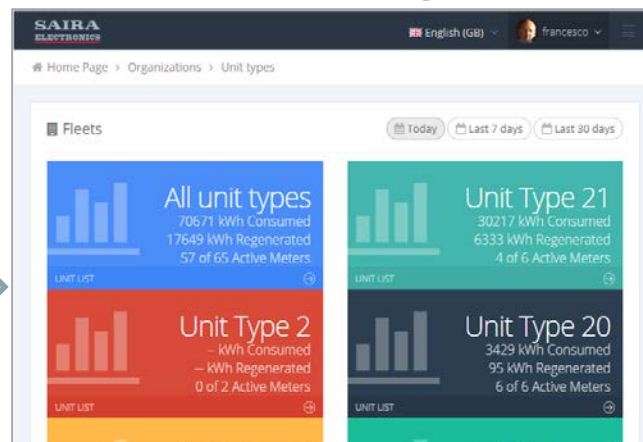 SAIRA
ELECTRONICS
English (GB)
francesco
Home Page > Organizations > Unit types
Fleets
Today
Last 7 days
Last 30 days
All unit types
70671 kWh Consumed
17649 kWh Regenerated
57 of 65 Active Meters
UNIT LIST
Unit Type 21
30217 kWh Consumed
6333 kWh Regenerated
4 of 6 Active Meters
UNIT LIST
Unit Type 2
-- kWh Consumed
-- kWh Regenerated
0 of 2 Active Meters
UNIT LIST
Unit Type 20
3429 kWh Consumed
95 kWh Regenerated
6 of 6 Active Meters
UNIT LIST